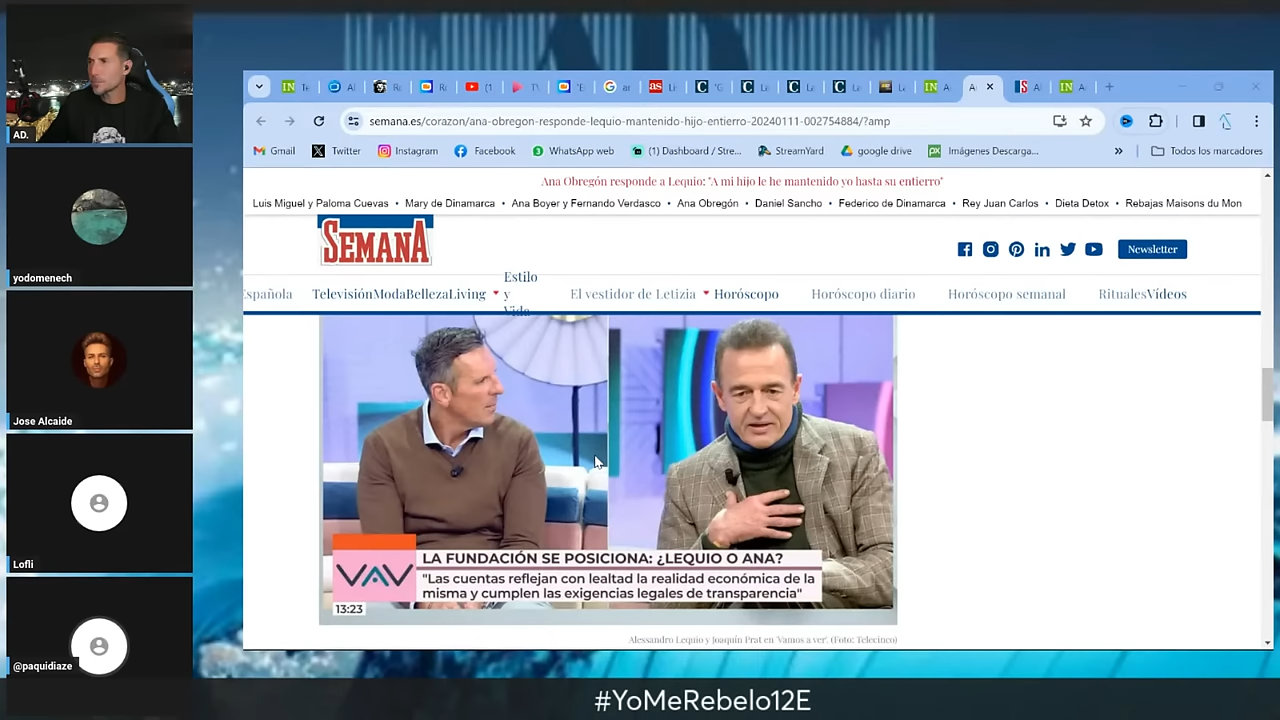 AD.
yodomenech
Jose Alcaide
Lofli
@paquidiaze
semana.es/corazon/ana-obregon-responde-lequio-mantenido-hijo-entierro-20240111-002754884/?amp
Gmail
Twitter
Instagram
Facebook
WhatsApp web
(1) Dashboard / Stre...
StreamYard
google drive
Imágenes Descarga...
»
Todos los marcadores
Ana Obregón responde a Lequio: "A mi hijo le he mantenido yo hasta su entierro"
Luis Miguel y Paloma Cuevas • Mary de Dinamarca • Ana Boyer y Fernando Verdasco • Ana Obregón • Daniel Sancho • Federico de Dinamarca • Rey Juan Carlos • Dieta Detox • Rebajas Maisons du Mon
SEMANA
Newsletter
spañola
TelevisiónModaBellezaLiving
Estilo
y
Vida
El vestidor de Letizia
Horóscopo
Horóscopo diario
Horóscopo semanal
RitualesVídeos
VAV
LA FUNDACIÓN SE POSICIONA: ¿LEQUIO O ANA?
"Las cuentas reflejan con lealtad la realidad económica de la
misma y cumplen las exigencias legales de transparencia"
13:23
Alessandro Lequio y Joaquín Prat en 'Vamos a ver'. (Foto: Telecinco)
#YoMeRebelo12E